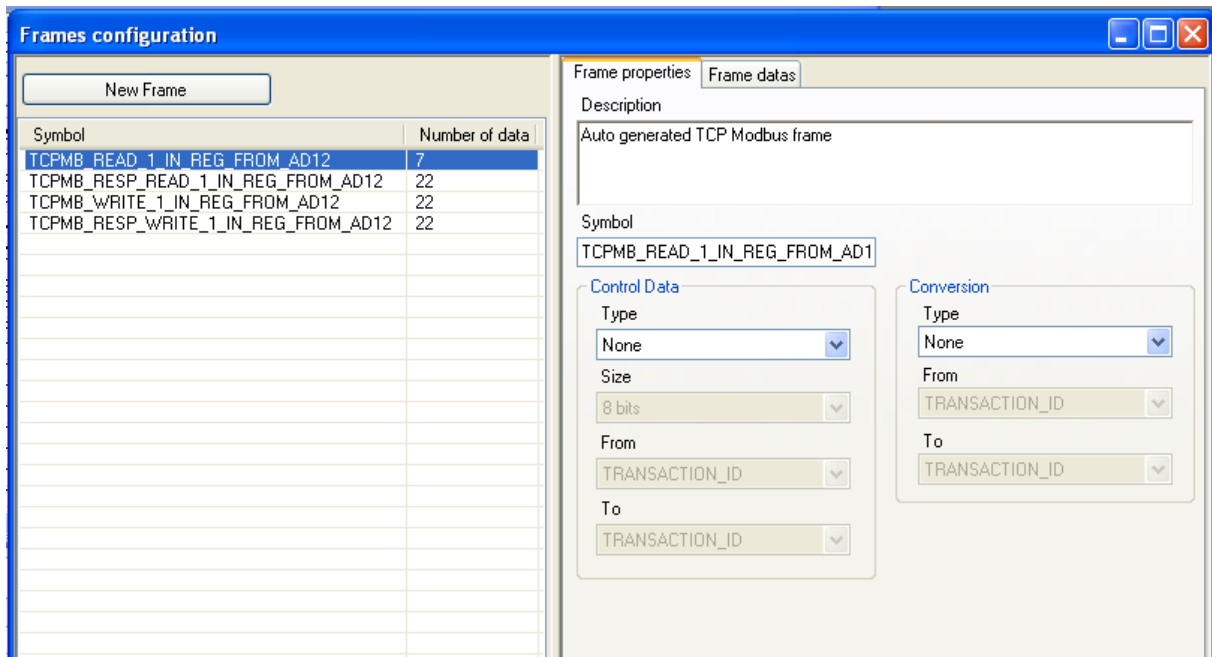 Frames configuration
New Frame
Symbol Number of data
TCPMB_READ_1_IN_REG_FROM_AD12 7
TCPMB_RESP_READ_1_IN_REG_FROM_AD12 22
TCPMB_WRITE_1_IN_REG_FROM_AD12 22
TCPMB_RESP_WRITE_1_IN_REG_FROM_AD12 22
Frame properties Frame datas
Description
Auto generated TCP Modbus frame
Symbol
TCPMB_READ_1_IN_REG_FROM_AD1
Control Data
Type
None
Size
8 bits
From
TRANSACTION_ID
To
TRANSACTION_ID
Conversion
Type
None
From
TRANSACTION_ID
To
TRANSACTION_ID